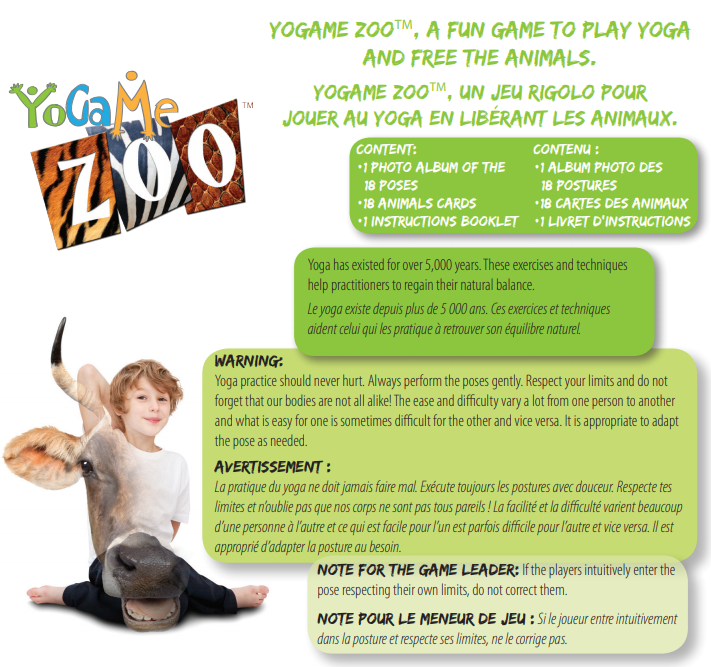 YOGAME ZOO™, A FUN GAME TO PLAY YOGA
AND FREE THE ANIMALS.
YoGaMe
ZOO
™
YOGAME ZOO™, UN JEU RIGOLO POUR
JOUER AU YOGA EN LIBÉRANT LES ANIMAUX.
CONTENT:
•1 PHOTO ALBUM OF THE
18 POSES
•18 ANIMALS CARDS
•1 INSTRUCTIONS BOOKLET
CONTENU :
•1 ALBUM PHOTO DES
18 POSTURES
•18 CARTES DES ANIMAUX
•1 LIVRET D'INSTRUCTIONS
Yoga has existed for over 5,000 years. These exercises and techniques
help practitioners to regain their natural balance.
Le yoga existe depuis plus de 5 000 ans. Ces exercices et techniques
aident celui qui les pratique à retrouver son équilibre naturel.
WARNING:
Yoga practice should never hurt. Always perform the poses gently. Respect your limits and do not
forget that our bodies are not all alike! The ease and difficulty vary a lot from one person to another
and what is easy for one is sometimes difficult for the other and vice versa. It is appropriate to adapt
the pose as needed.
AVERTISSEMENT :
La pratique du yoga ne doit jamais faire mal. Exécute toujours les postures avec douceur. Respecte tes
limites et n'oublie pas que nos corps ne sont pas tous pareils ! La facilité et la difficulté varient beaucoup
d'une personne à l'autre et ce qui est facile pour l'un est parfois difficile pour l'autre et vice versa. Il est
approprié d'adapter la posture au besoin.
NOTE FOR THE GAME LEADER: If the players intuitively enter the
pose respecting their own limits, do not correct them.
NOTE POUR LE MENEUR DE JEU : Si le joueur entre intuitivement
dans la posture et respecte ses limites, ne le corrige pas.